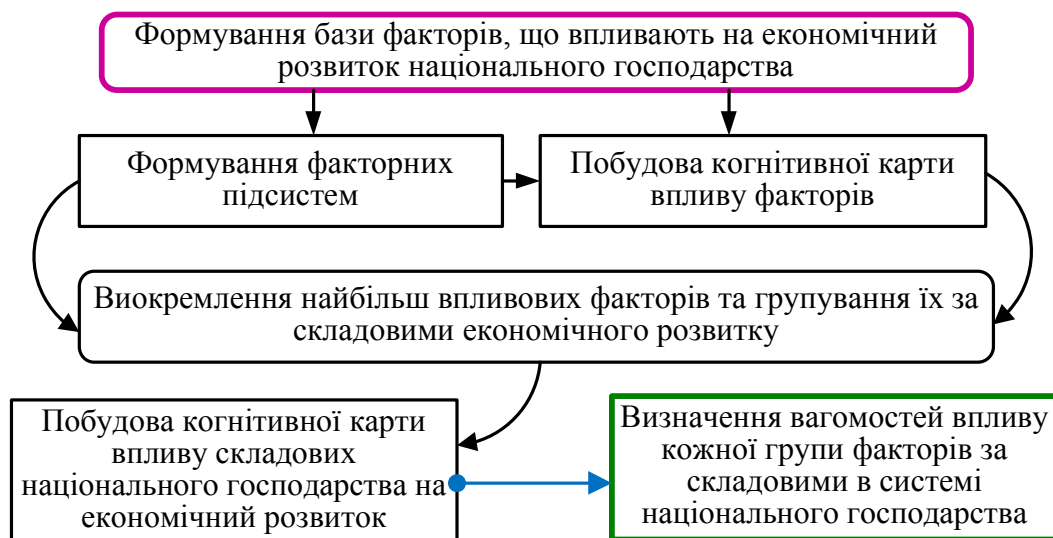 Формування бази факторів, що впливають на економічний
розвиток національного господарства
Формування факторних
підсистем
Побудова когнітивної карти
впливу факторів
Виокремлення найбільш впливових факторів та групування їх за
складовими економічного розвитку
Побудова когнітивної карти
впливу складових
національного господарства на
економічний розвиток
Визначення вагомостей впливу
кожної групи факторів за
складовими в системі
національного господарства